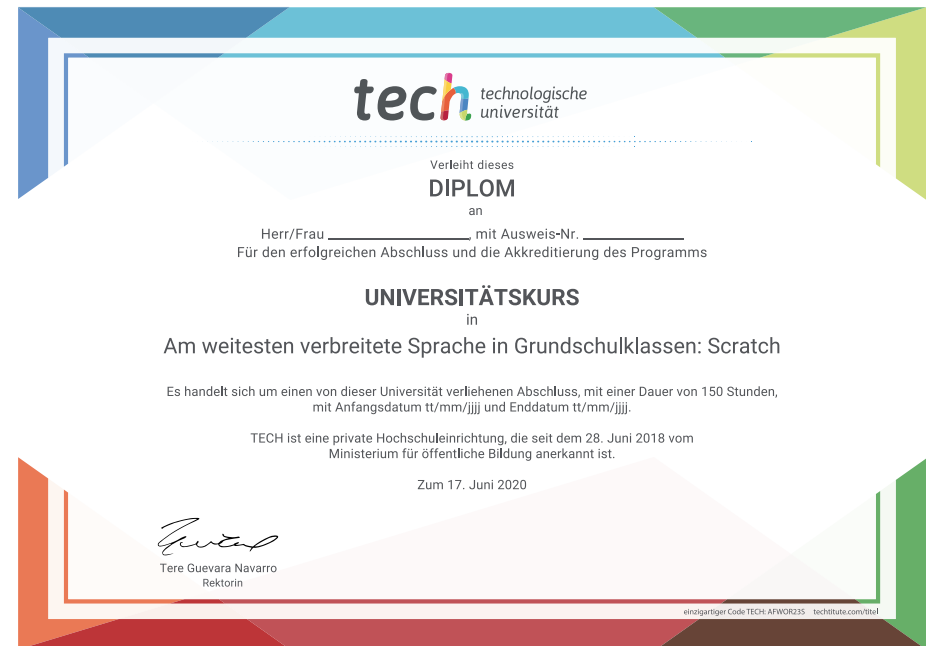 tech technologische
universität
Verleiht dieses
DIPLOM
an
Herr/Frau ____________, mit Ausweis-Nr. ____________
Für den erfolgreichen Abschluss und die Akkreditierung des Programms
UNIVERSITÄTSKURS
in
Am weitesten verbreitete Sprache in Grundschulklassen: Scratch
Es handelt sich um einen von dieser Universität verliehenen Abschluss, mit einer Dauer von 150 Stunden,
mit Anfangsdatum tt/mm/jjjj und Enddatum tt/mm/jjjj.
TECH ist eine private Hochschuleinrichtung, die seit dem 28. Juni 2018 vom
Ministerium für öffentliche Bildung anerkannt ist.
Zum 17. Juni 2020
Tere Guevara Navarro
Rektorin
einzigartiger Code TECH: AFWOR23S techtitute.com/titel